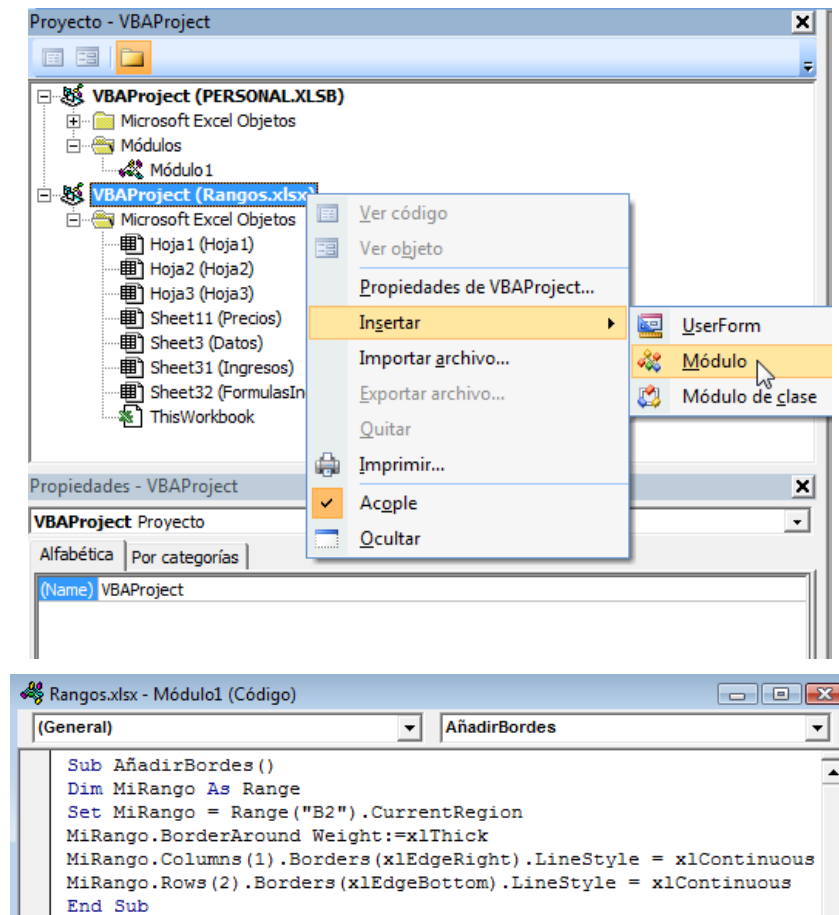 Proyecto - VBAProject
VBAProject (PERSONAL.XLSB)
Microsoft Excel Objetos
Módulos
Módulo1
VBAProject (Rangos.xlsx)
Microsoft Excel Objetos
Hoja1 (Hoja1)
Hoja2 (Hoja2)
Hoja3 (Hoja3)
Sheet11 (Precios)
Sheet3 (Datos)
Sheet31 (Ingresos)
Sheet32 (FormulasIn
ThisWorkbook
Ver código
Ver objeto
Propiedades de VBAProject...
Insertar
Importar archivo...
Exportar archivo...
Quitar
Imprimir...
Acople
Ocultar
UserForm
Módulo
Módulo de clase
Propiedades - VBAProject
VBAProject Proyecto
Alfabética Por categorías
(Name) VBAProject
Rangos.xlsx - Módulo1 (Código)
(General) AñadirBordes
Sub AñadirBordes()
Dim MiRango As Range
Set MiRango = Range("B2").CurrentRegion
MiRango.BorderAround Weight:=xlThick
MiRango.Columns(1).Borders(xlEdgeRight).LineStyle = xlContinuous
MiRango.Rows(2).Borders(xlEdgeBottom).LineStyle = xlContinuous
End Sub